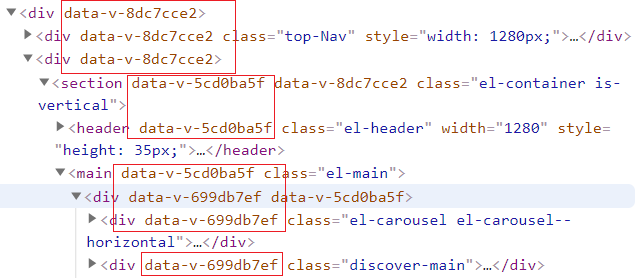 ▼<div data-v-8dc7cce2>
▶<div data-v-8dc7cce2 class="top-Nav" style="width: 1280px;">…</div>
▼<div data-v-8dc7cce2>
▼<section data-v-5cd0ba5f data-v-8dc7cce2 class="el-container is-
vertical">
▶<header data-v-5cd0ba5f class="el-header" width="1280" style=
"height: 35px;">…</header>
▼<main data-v-5cd0ba5f class="el-main">
▼<div data-v-699db7ef data-v-5cd0ba5f>
▶<div data-v-699db7ef class="el-carousel el-carousel--
horizontal">…</div>
▶<div data-v-699db7ef class="discover-main">…</div>